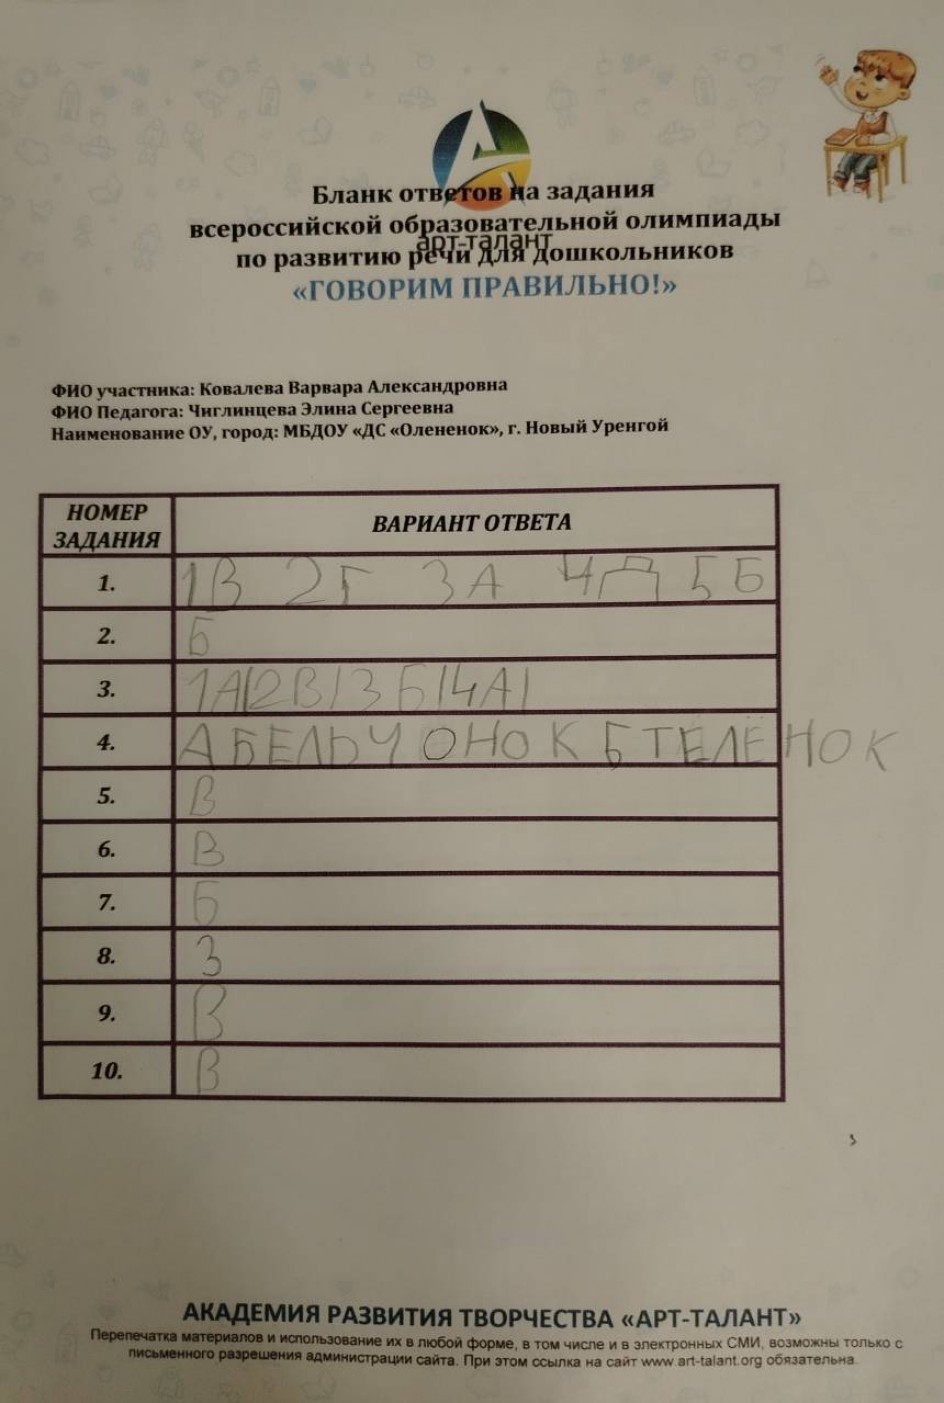 Бланк ответов на задания
всероссийской образовательной олимпиады
арт-талант
по развитию речи для дошкольников
«ГОВОРИМ ПРАВИЛЬНО!»
ФИО участника: Ковалева Варвара Александровна
ФИО Педагога: Чиглинцева Элина Сергеевна
Наименование ОУ, город: МБДОУ «ДС «Олененок», г. Новый Уренгой
НОМЕР ЗАДАНИЯ ВАРИАНТ ОТВЕТА
1. 1В 2Г 3А 4Д 5Б
2. Б
3. 1А|2В|3Б|4А|
4. А БЕЛЬЧОНОК Б ТЕЛЁНОК
5. В
6. В
7. Б
8. 3
9. В
10. В
АКАДЕМИЯ РАЗВИТИЯ ТВОРЧЕСТВА «АРТ-ТАЛАНТ»
Перепечатка материалов и использование их в любой форме, в том числе и в электронных СМИ, возможны только с
письменного разрешения администрации сайта. При этом ссылка на сайт www.art-talant.org обязательна.